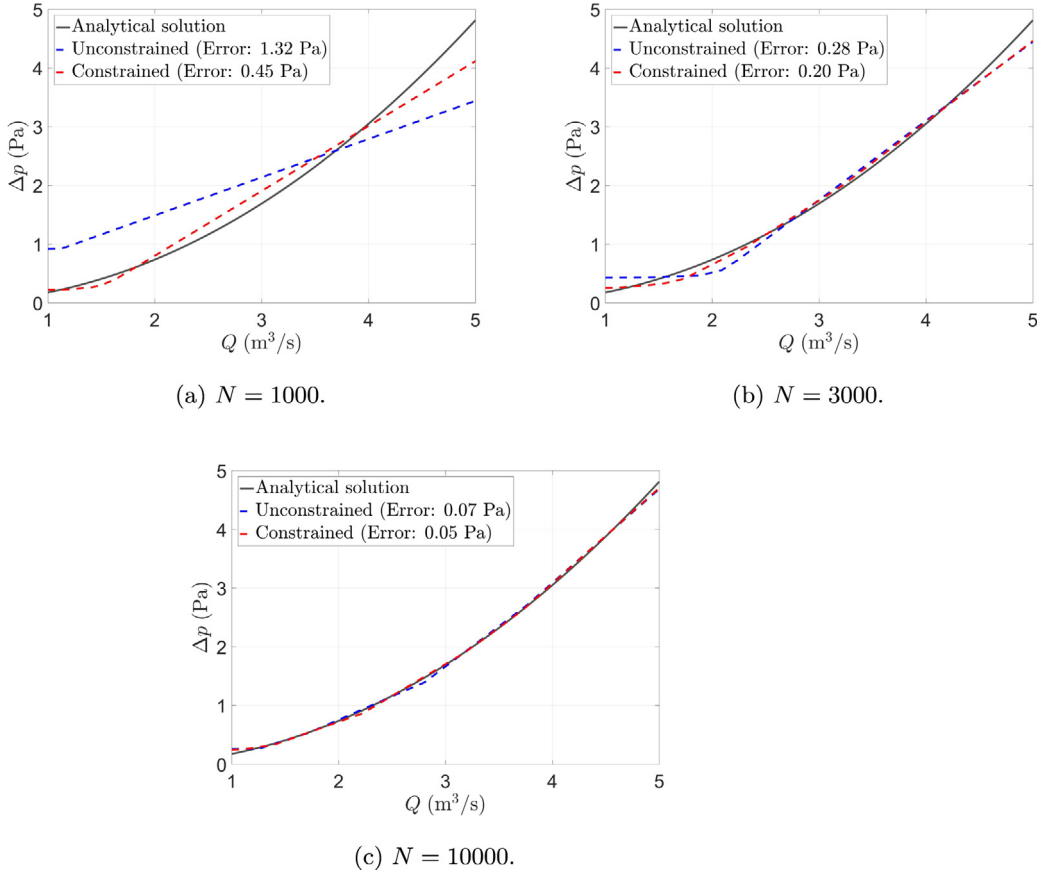 Analytical solution
Unconstrained (Error: 1.32 Pa)
Constrained (Error: 0.45 Pa)
5
4
3
2
1
0
Δp (Pa)
1 2 3 4 5
Q (m³/s)
(a) N = 1000.
Analytical solution
Unconstrained (Error: 0.28 Pa)
Constrained (Error: 0.20 Pa)
5
4
3
2
1
0
Δp (Pa)
1 2 3 4 5
Q (m³/s)
(b) N = 3000.
Analytical solution
Unconstrained (Error: 0.07 Pa)
Constrained (Error: 0.05 Pa)
5
4
3
2
1
0
Δp (Pa)
1 2 3 4 5
Q (m³/s)
(c) N = 10000.